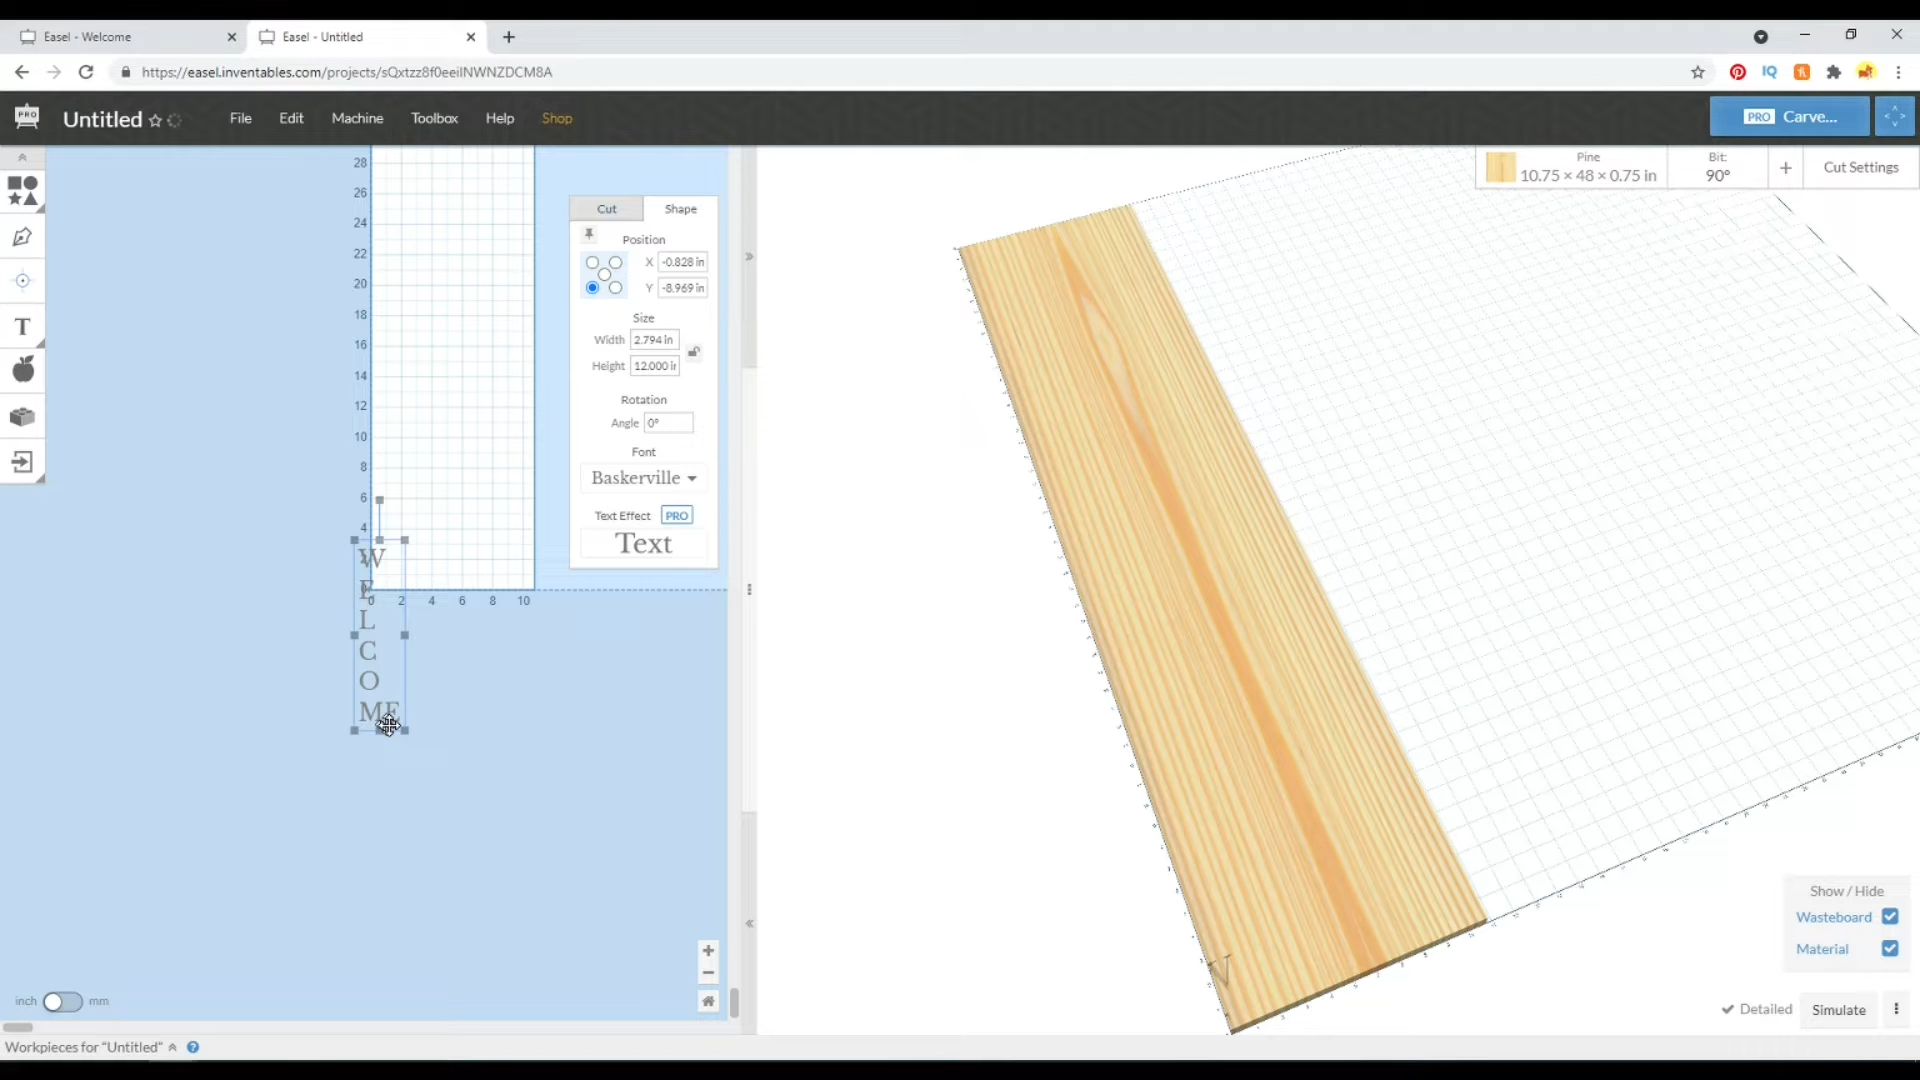 Easel - Welcome
Easel - Untitled
https://easel.inventables.com/projects/sQxtzz8f0eeilNWNZDCM8A
PRO
Untitled
File Edit Machine Toolbox Help Shop
PRO Carve...
Pine
10.75 × 48 × 0.75 in
Bit:
90°
Cut Settings
28
26
24
22
20
18
16
14
12
10
8
6
4
0 2 4 6 8 10
Cut Shape
Position
X -0.828 in
Y -8.969 in
Size
Width 2.794 in
Height 12.000 in
Rotation
Angle 0°
Font
Baskerville
Text Effect PRO
Text
T
W
E
L
C
O
ME
Show / Hide
Wasteboard
Material
inch mm
Detailed Simulate
Workpieces for "Untitled"